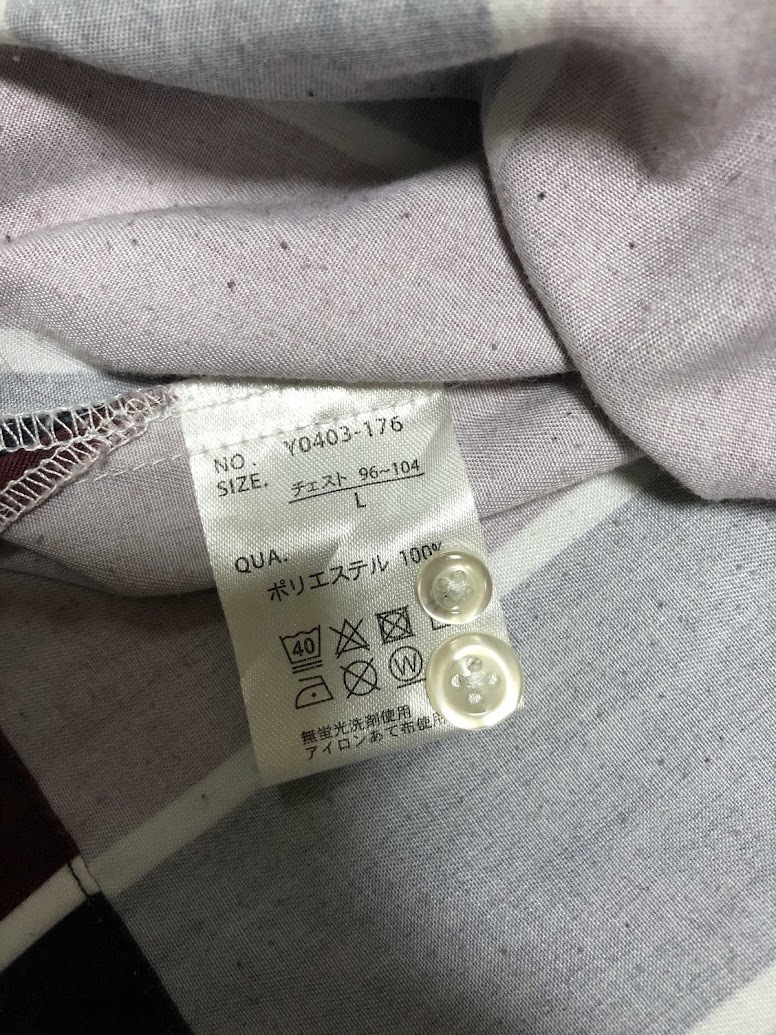 NO. Y0403-176
SIZE. チェスト 96~104
L
QUA.
ポリエステル 100%
40
W
無蛍光洗剤使用
アイロンあて布使用